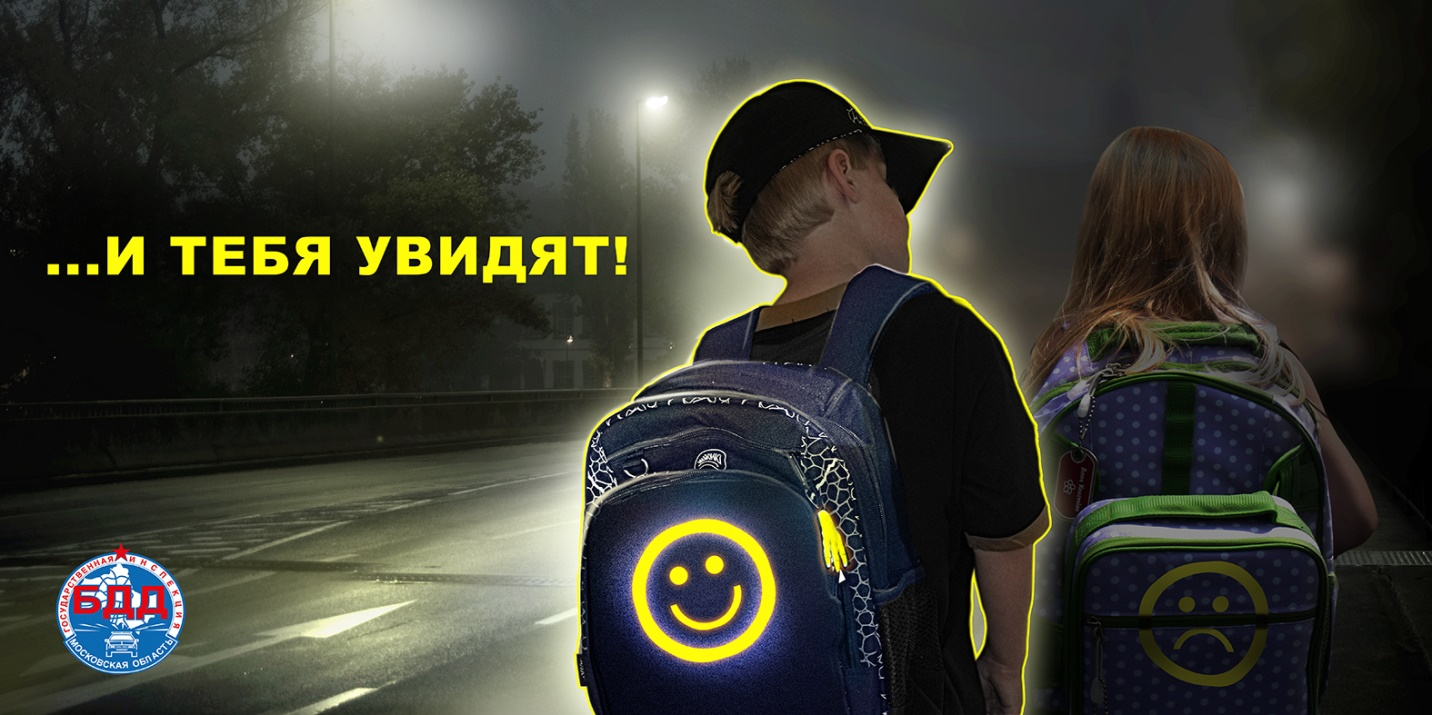 ...И ТЕБЯ УВИДЯТ!
ГОСУДАРСТВЕННАЯ ИНСПЕКЦИЯ
БДД
МОСКОВСКАЯ ОБЛАСТЬ